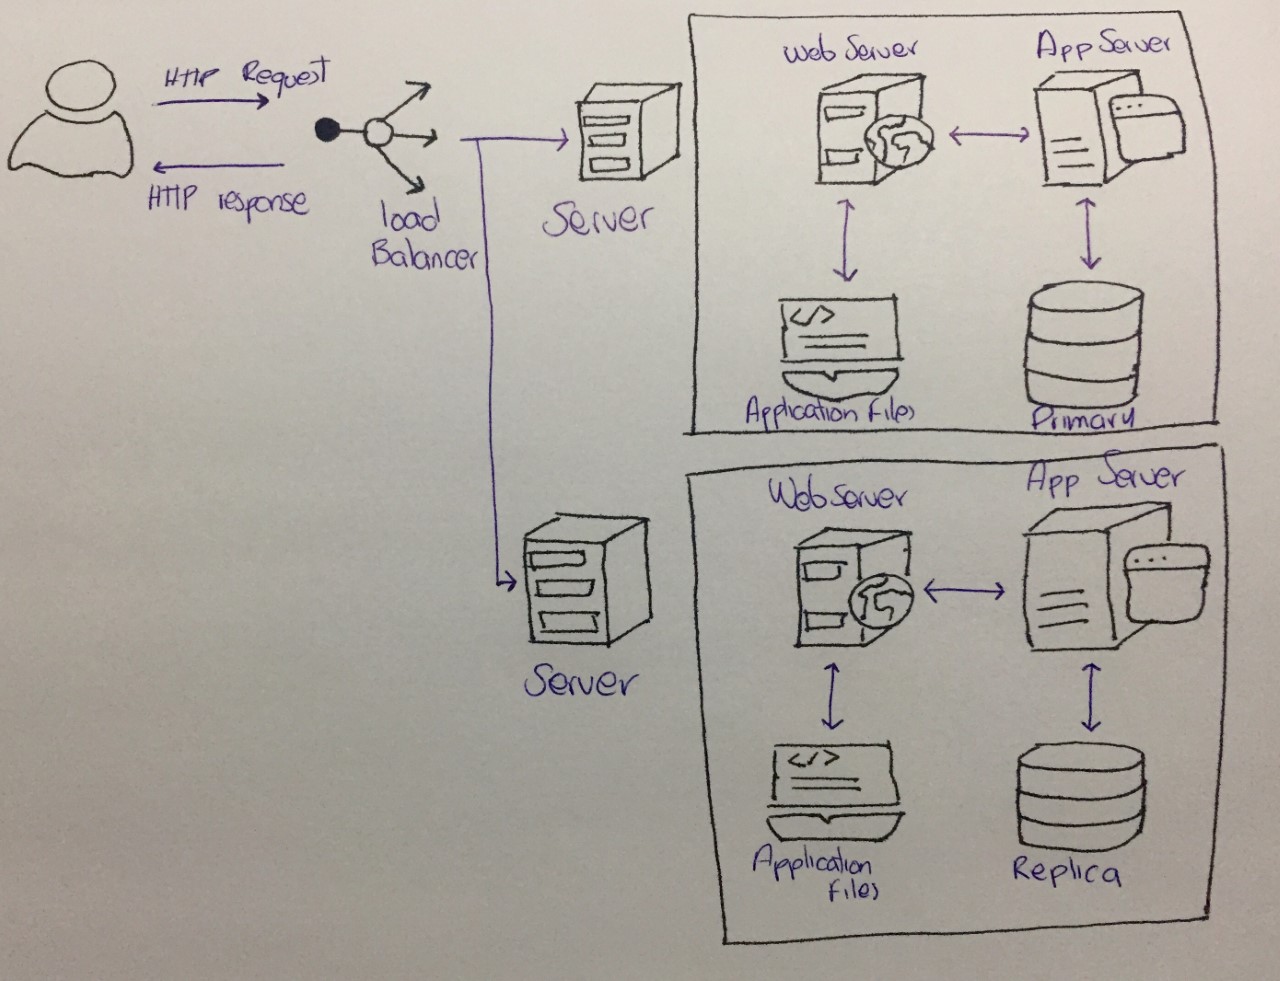 HTTP Request
HTTP response
load
Balancer
Server
Web Server
App Server
</>
Application Files
Primary
Server
Web Server
App Server
</>
Application
Files
Replica